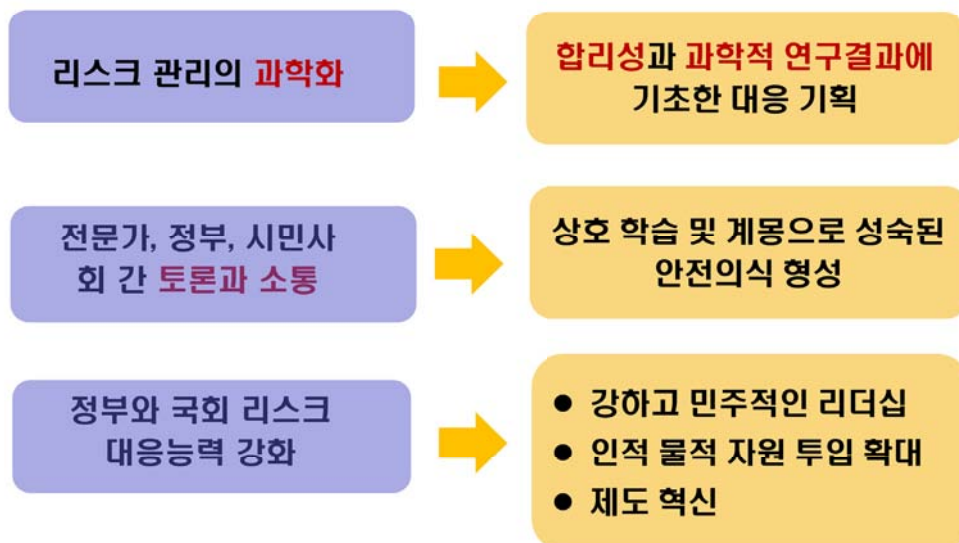 리스크 관리의 과학화
합리성과 과학적 연구결과에
기초한 대응 기획
전문가, 정부, 시민사
회 간 토론과 소통
상호 학습 및 계몽으로 성숙된
안전의식 형성
정부와 국회 리스크
대응능력 강화
● 강하고 민주적인 리더십
● 인적 물적 자원 투입 확대
● 제도 혁신